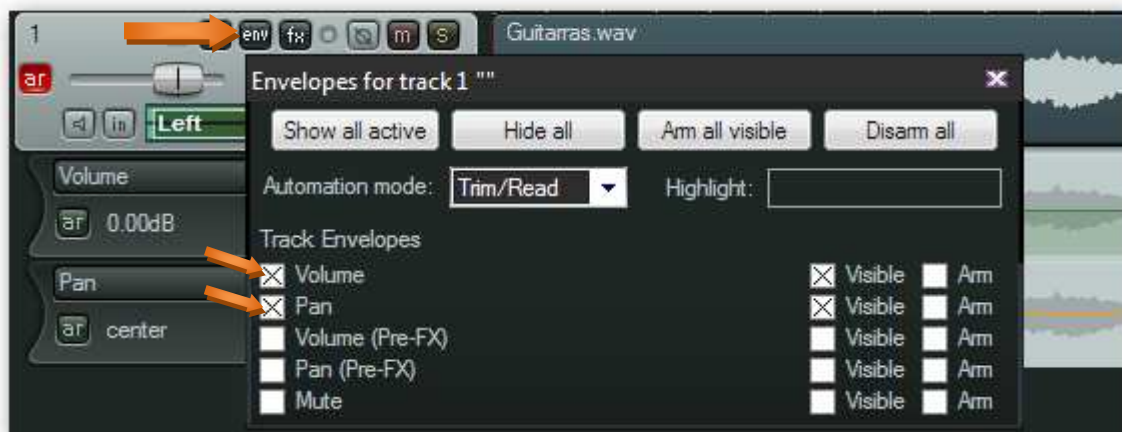 1 env fx m s Guitarras.wav
ar
in Left
Envelopes for track 1 ""
Show all active Hide all Arm all visible Disarm all
Automation mode: Trim/Read Highlight:
Volume
ar 0.00dB
Track Envelopes
Volume Visible Arm
Pan
Pan Visible Arm
ar center
Volume (Pre-FX) Visible Arm
Pan (Pre-FX) Visible Arm
Mute Visible Arm